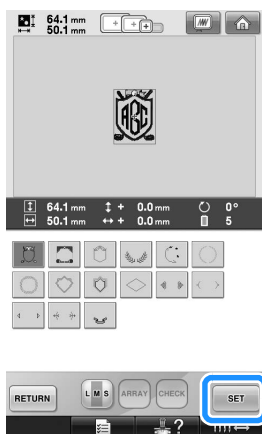 64.1 mm
50.1 mm
ABC
64.1 mm + 0.0 mm 0°
50.1 mm + 0.0 mm 5
RETURN L M S ARRAY CHECK SET
?